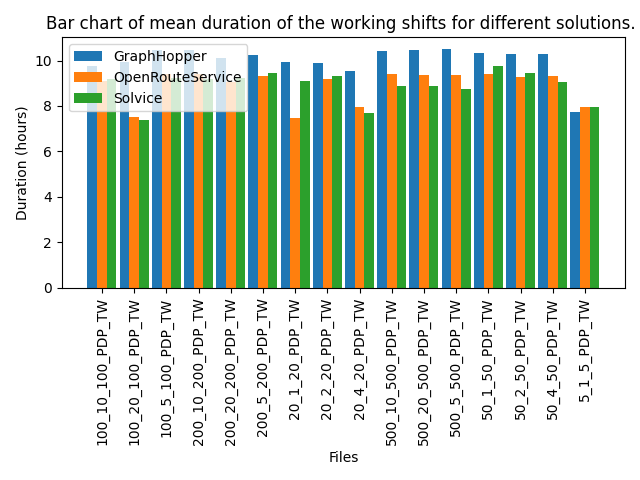 Bar chart of mean duration of the working shifts for different solutions.
GraphHopper
OpenRouteService
Solvice
Duration (hours)
10
8
6
4
2
0
100_10_100_PDP_TW
100_20_100_PDP_TW
100_5_100_PDP_TW
200_10_200_PDP_TW
200_20_200_PDP_TW
200_5_200_PDP_TW
20_1_20_PDP_TW
20_2_20_PDP_TW
20_4_20_PDP_TW
500_10_500_PDP_TW
500_20_500_PDP_TW
500_5_500_PDP_TW
50_1_50_PDP_TW
50_2_50_PDP_TW
50_4_50_PDP_TW
5_1_5_PDP_TW
Files